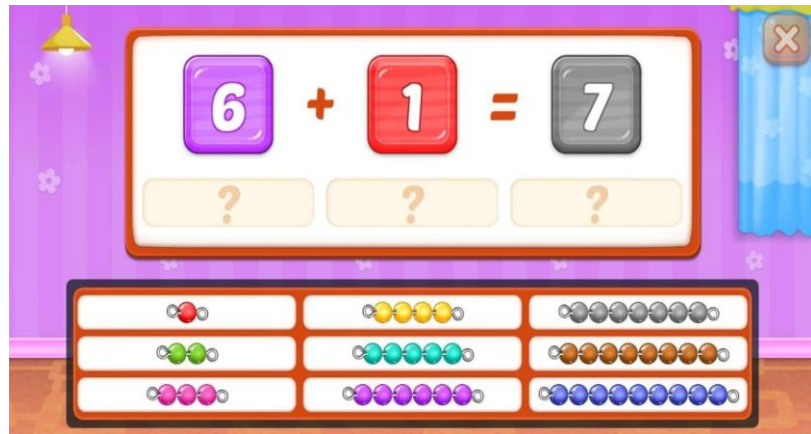 6 + 1 = 7
? ? ?